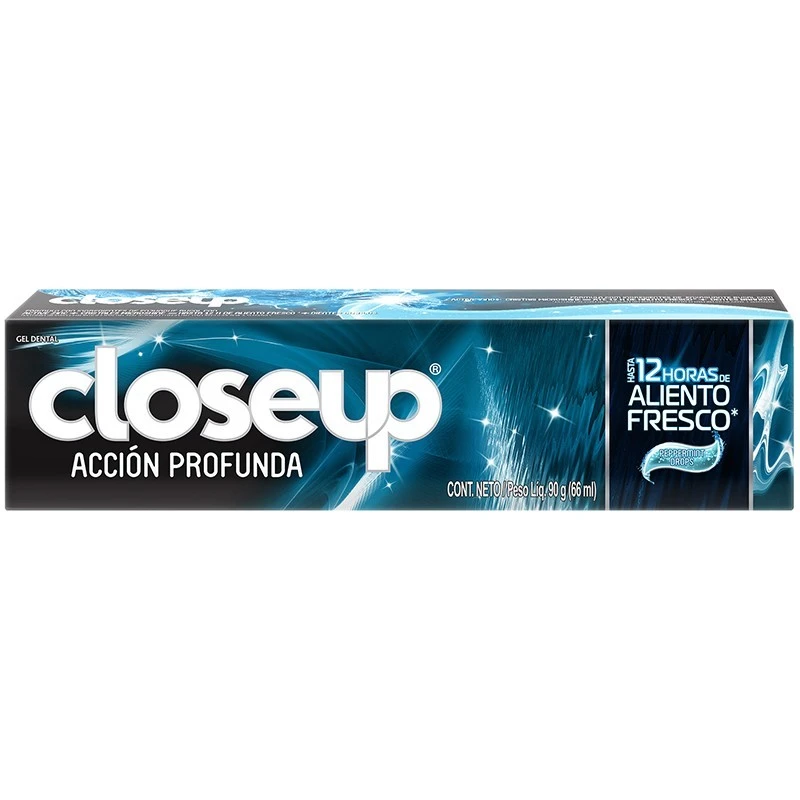 closeup
GEL DENTAL
closeup®
ACCIÓN PROFUNDA
CONT. NETO/Peso Líq. 90 g (66 ml)
HASTA
12 HORAS DE
ALIENTO
FRESCO*
PEPPERMINT
DROPS